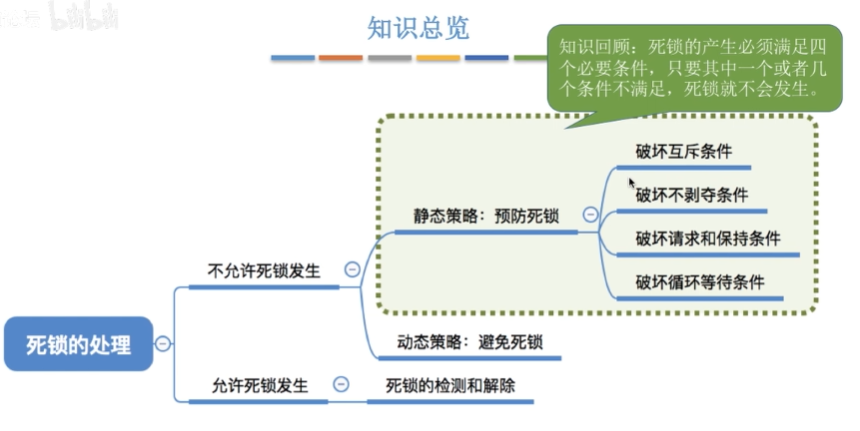 bilibili
知识总览
知识回顾：死锁的产生必须满足四
个必要条件，只要其中一个或者几
个条件不满足，死锁就不会发生。
破坏互斥条件
破坏不剥夺条件
静态策略：预防死锁
破坏请求和保持条件
不允许死锁发生
破坏循环等待条件
死锁的处理
动态策略：避免死锁
允许死锁发生
死锁的检测和解除